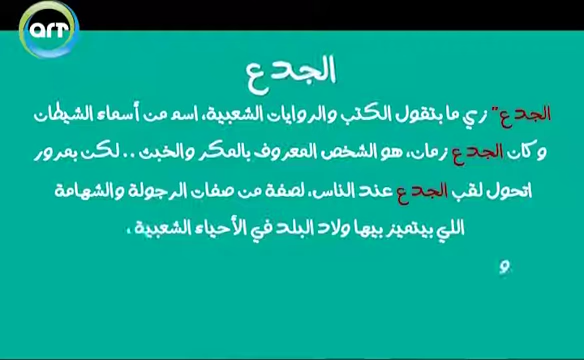 art
الجدع
الجدع" زي ما بتقول الكتب والروايات الشعبية، اسم من أسماء الشيطان
وكان الجدع زمان، هو الشخص المعروف بالمكر والخبث .. لكن بمرور
اتحول لقب الجدع عند الناس، لصفة من صفات الرجولة والشهامة
اللي بيتميز بيها ولاد البلد في الأحياء الشعبية ،
و